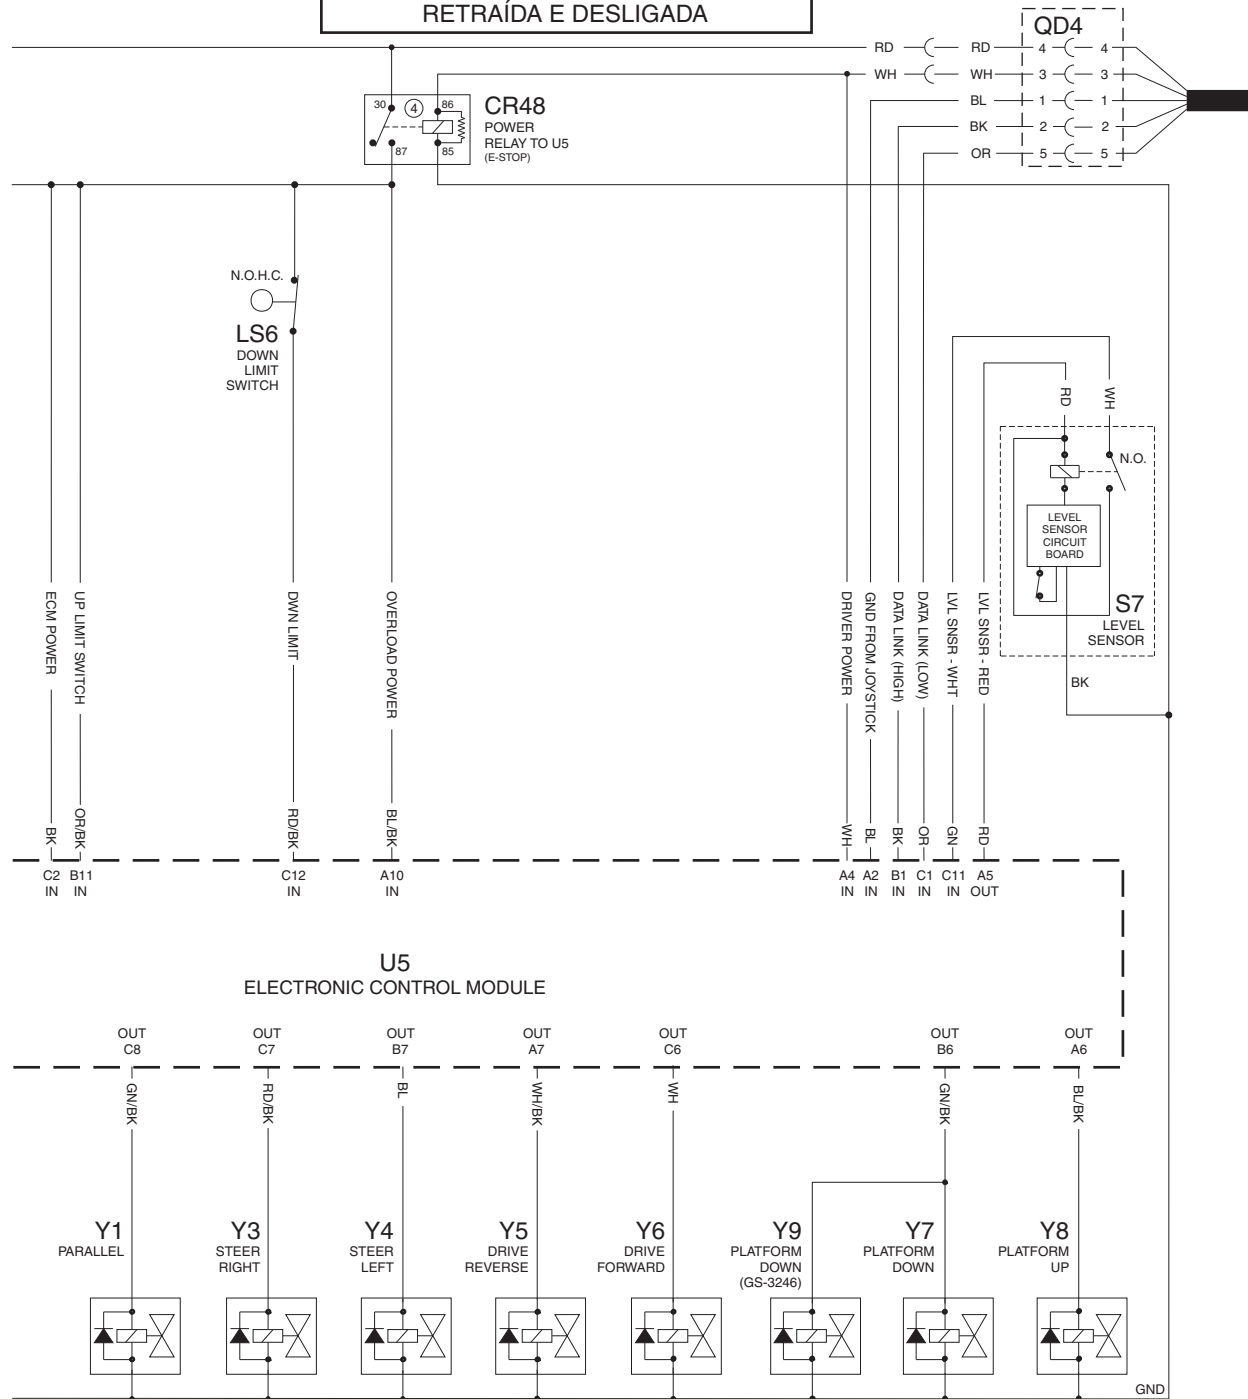 RETRAÍDA E DESLIGADA
QD4
RD RD 4 4
WH WH 3 3
BL 1 1
BK 2 2
OR 5 5
30 4 86
87 85
CR48
POWER
RELAY TO U5
(E-STOP)
N.O.H.C.
LS6
DOWN
LIMIT
SWITCH
RD
WH
N.O.
LEVEL
SENSOR
CIRCUIT
BOARD
S7
LEVEL
SENSOR
BK
ECM POWER
UP LIMIT SWITCH
DWN LIMIT
OVERLOAD POWER
DRIVER POWER
GND FROM JOYSTICK
DATA LINK (HIGH)
DATA LINK (LOW)
LVL SNSR - WHT
LVL SNSR - RED
BK
OR/BK
RD/BK
BL/BK
WH
BL
BK
OR
GN
RD
C2 B11 C12 A10 A4 A2 B1 C1 C11 A5
IN IN IN IN IN IN IN IN IN OUT
U5
ELECTRONIC CONTROL MODULE
OUT OUT OUT OUT OUT OUT OUT
C8 C7 B7 A7 C6 B6 A6
GN/BK
RD/BK
BL
WH/BK
WH
GN/BK
BL/BK
Y1
PARALLEL
Y3
STEER
RIGHT
Y4
STEER
LEFT
Y5
DRIVE
REVERSE
Y6
DRIVE
FORWARD
Y9
PLATFORM
DOWN
(GS-3246)
Y7
PLATFORM
DOWN
Y8
PLATFORM
UP
GND